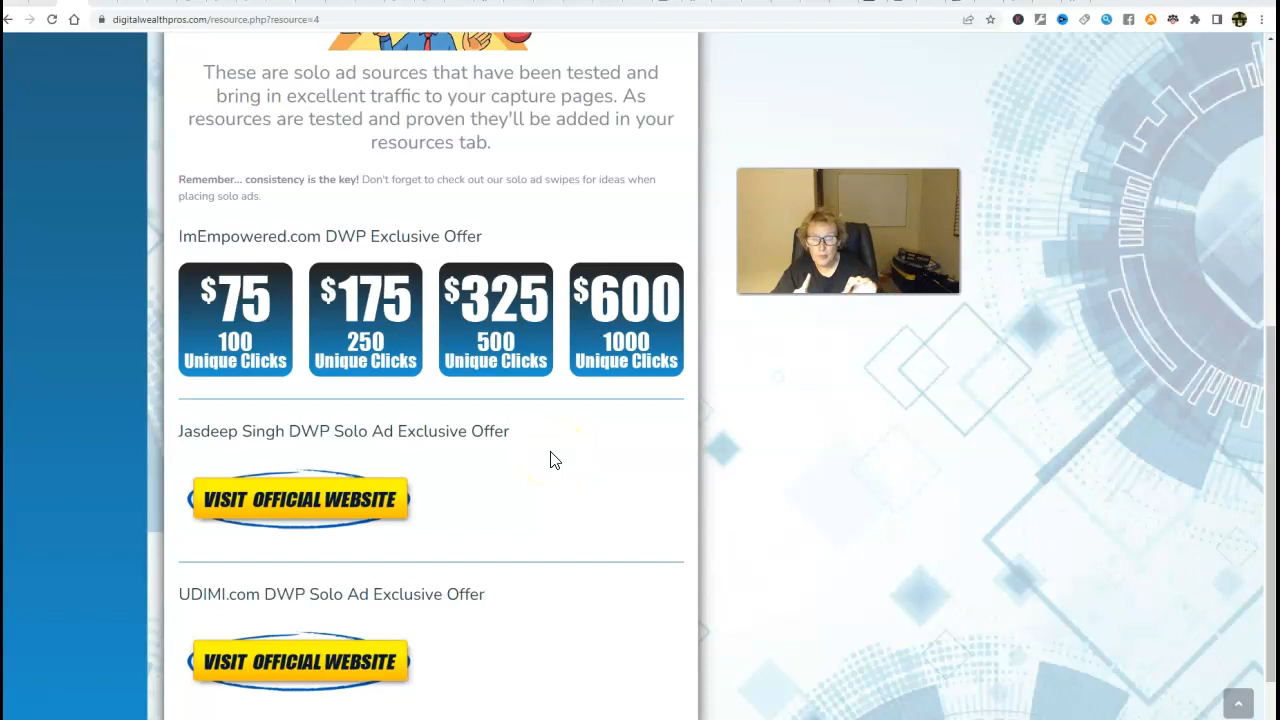 digitalwealthpros.com/resource.php?resource=4
These are solo ad sources that have been tested and
bring in excellent traffic to your capture pages. As
resources are tested and proven they'll be added in your
resources tab.
Remember... consistency is the key! Don't forget to check out our solo ad swipes for ideas when
placing solo ads.
ImEmpowered.com DWP Exclusive Offer
$75
100
Unique Clicks
$175
250
Unique Clicks
$325
500
Unique Clicks
$600
1000
Unique Clicks
Jasdeep Singh DWP Solo Ad Exclusive Offer
VISIT OFFICIAL WEBSITE
UDIMI.com DWP Solo Ad Exclusive Offer
VISIT OFFICIAL WEBSITE